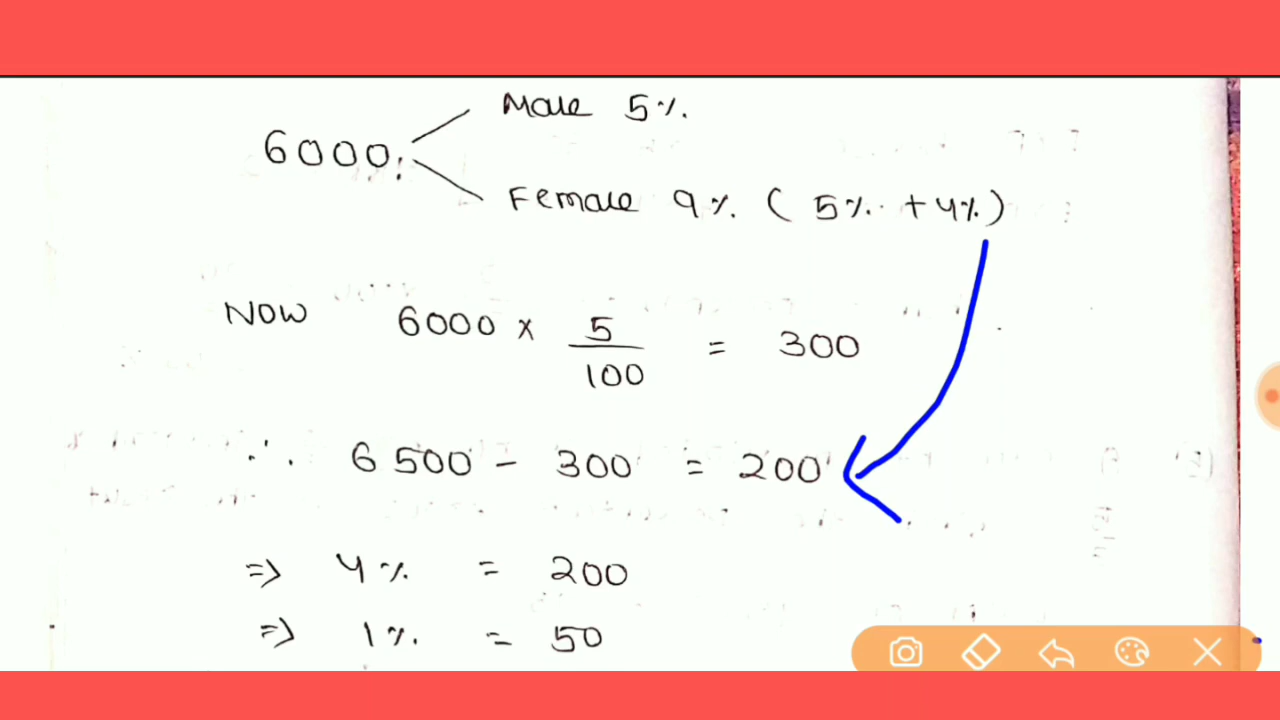 Male 5%.
6000:
Female 9%. ( 5%. + 4%)
Now 6000 × 5/100 = 300
∴ 6500 - 300 = 200
=> 4%. = 200
=> 1%. = 50